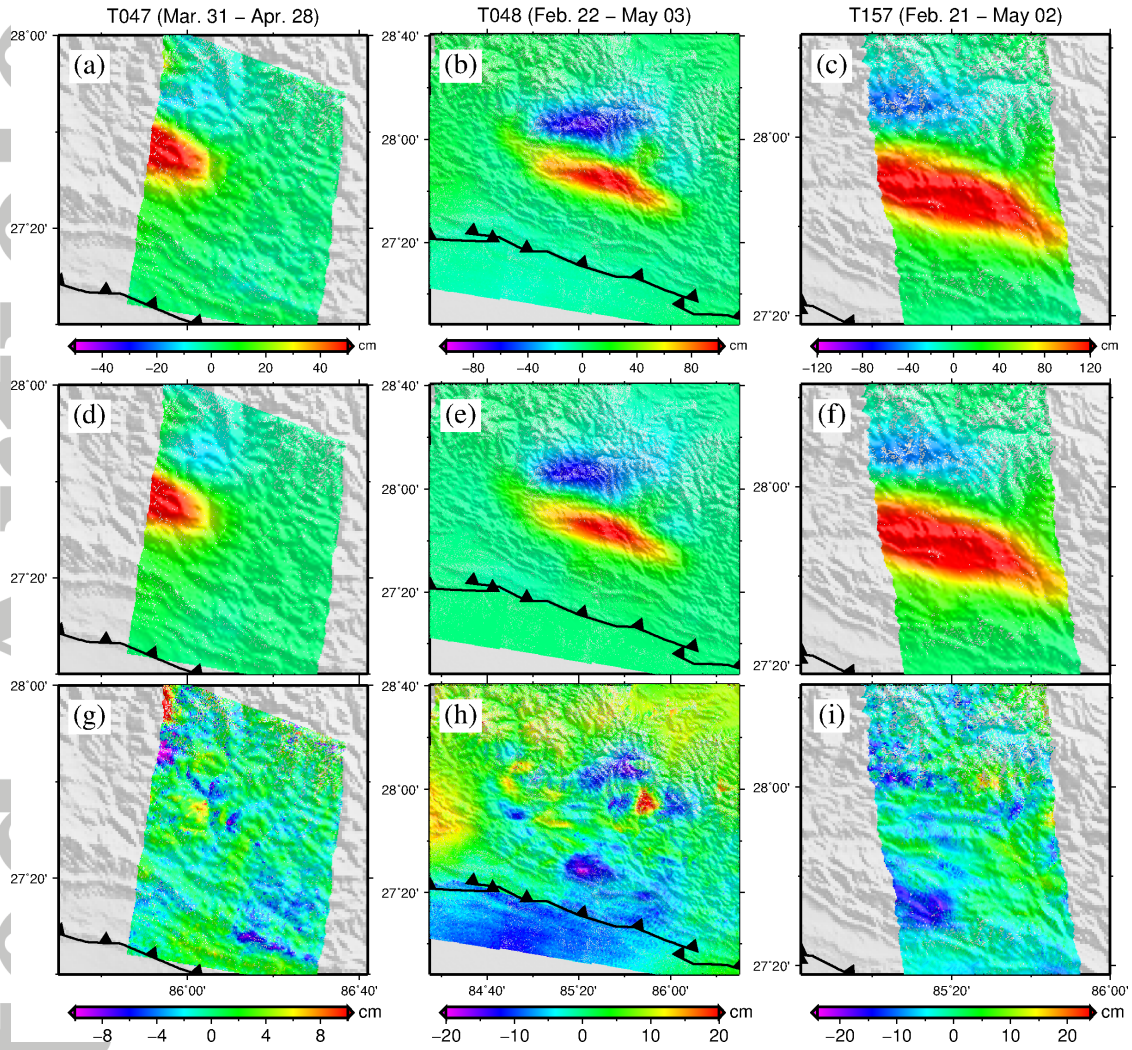 T047 (Mar. 31 − Apr. 28) T048 (Feb. 22 − May 03) T157 (Feb. 21 − May 02)
28˚00' (a) 28˚40' (b) (c)
28˚00' 28˚00'
27˚20' 27˚20' 27˚20'
−40 −20 0 20 40 cm −80 −40 0 40 80 cm −120 −80 −40 0 40 80 120 cm
28˚00' (d) 28˚40' (e) (f)
28˚00' 28˚00'
27˚20' 27˚20' 27˚20'
28˚00' (g) 28˚40' (h) (i)
28˚00' 28˚00'
27˚20' 27˚20' 27˚20'
86˚00' 86˚40' 84˚40' 85˚20' 86˚00' 85˚20' 86˚00'
−8 −4 0 4 8 cm −20 −10 0 10 20 cm −20 −10 0 10 20 cm